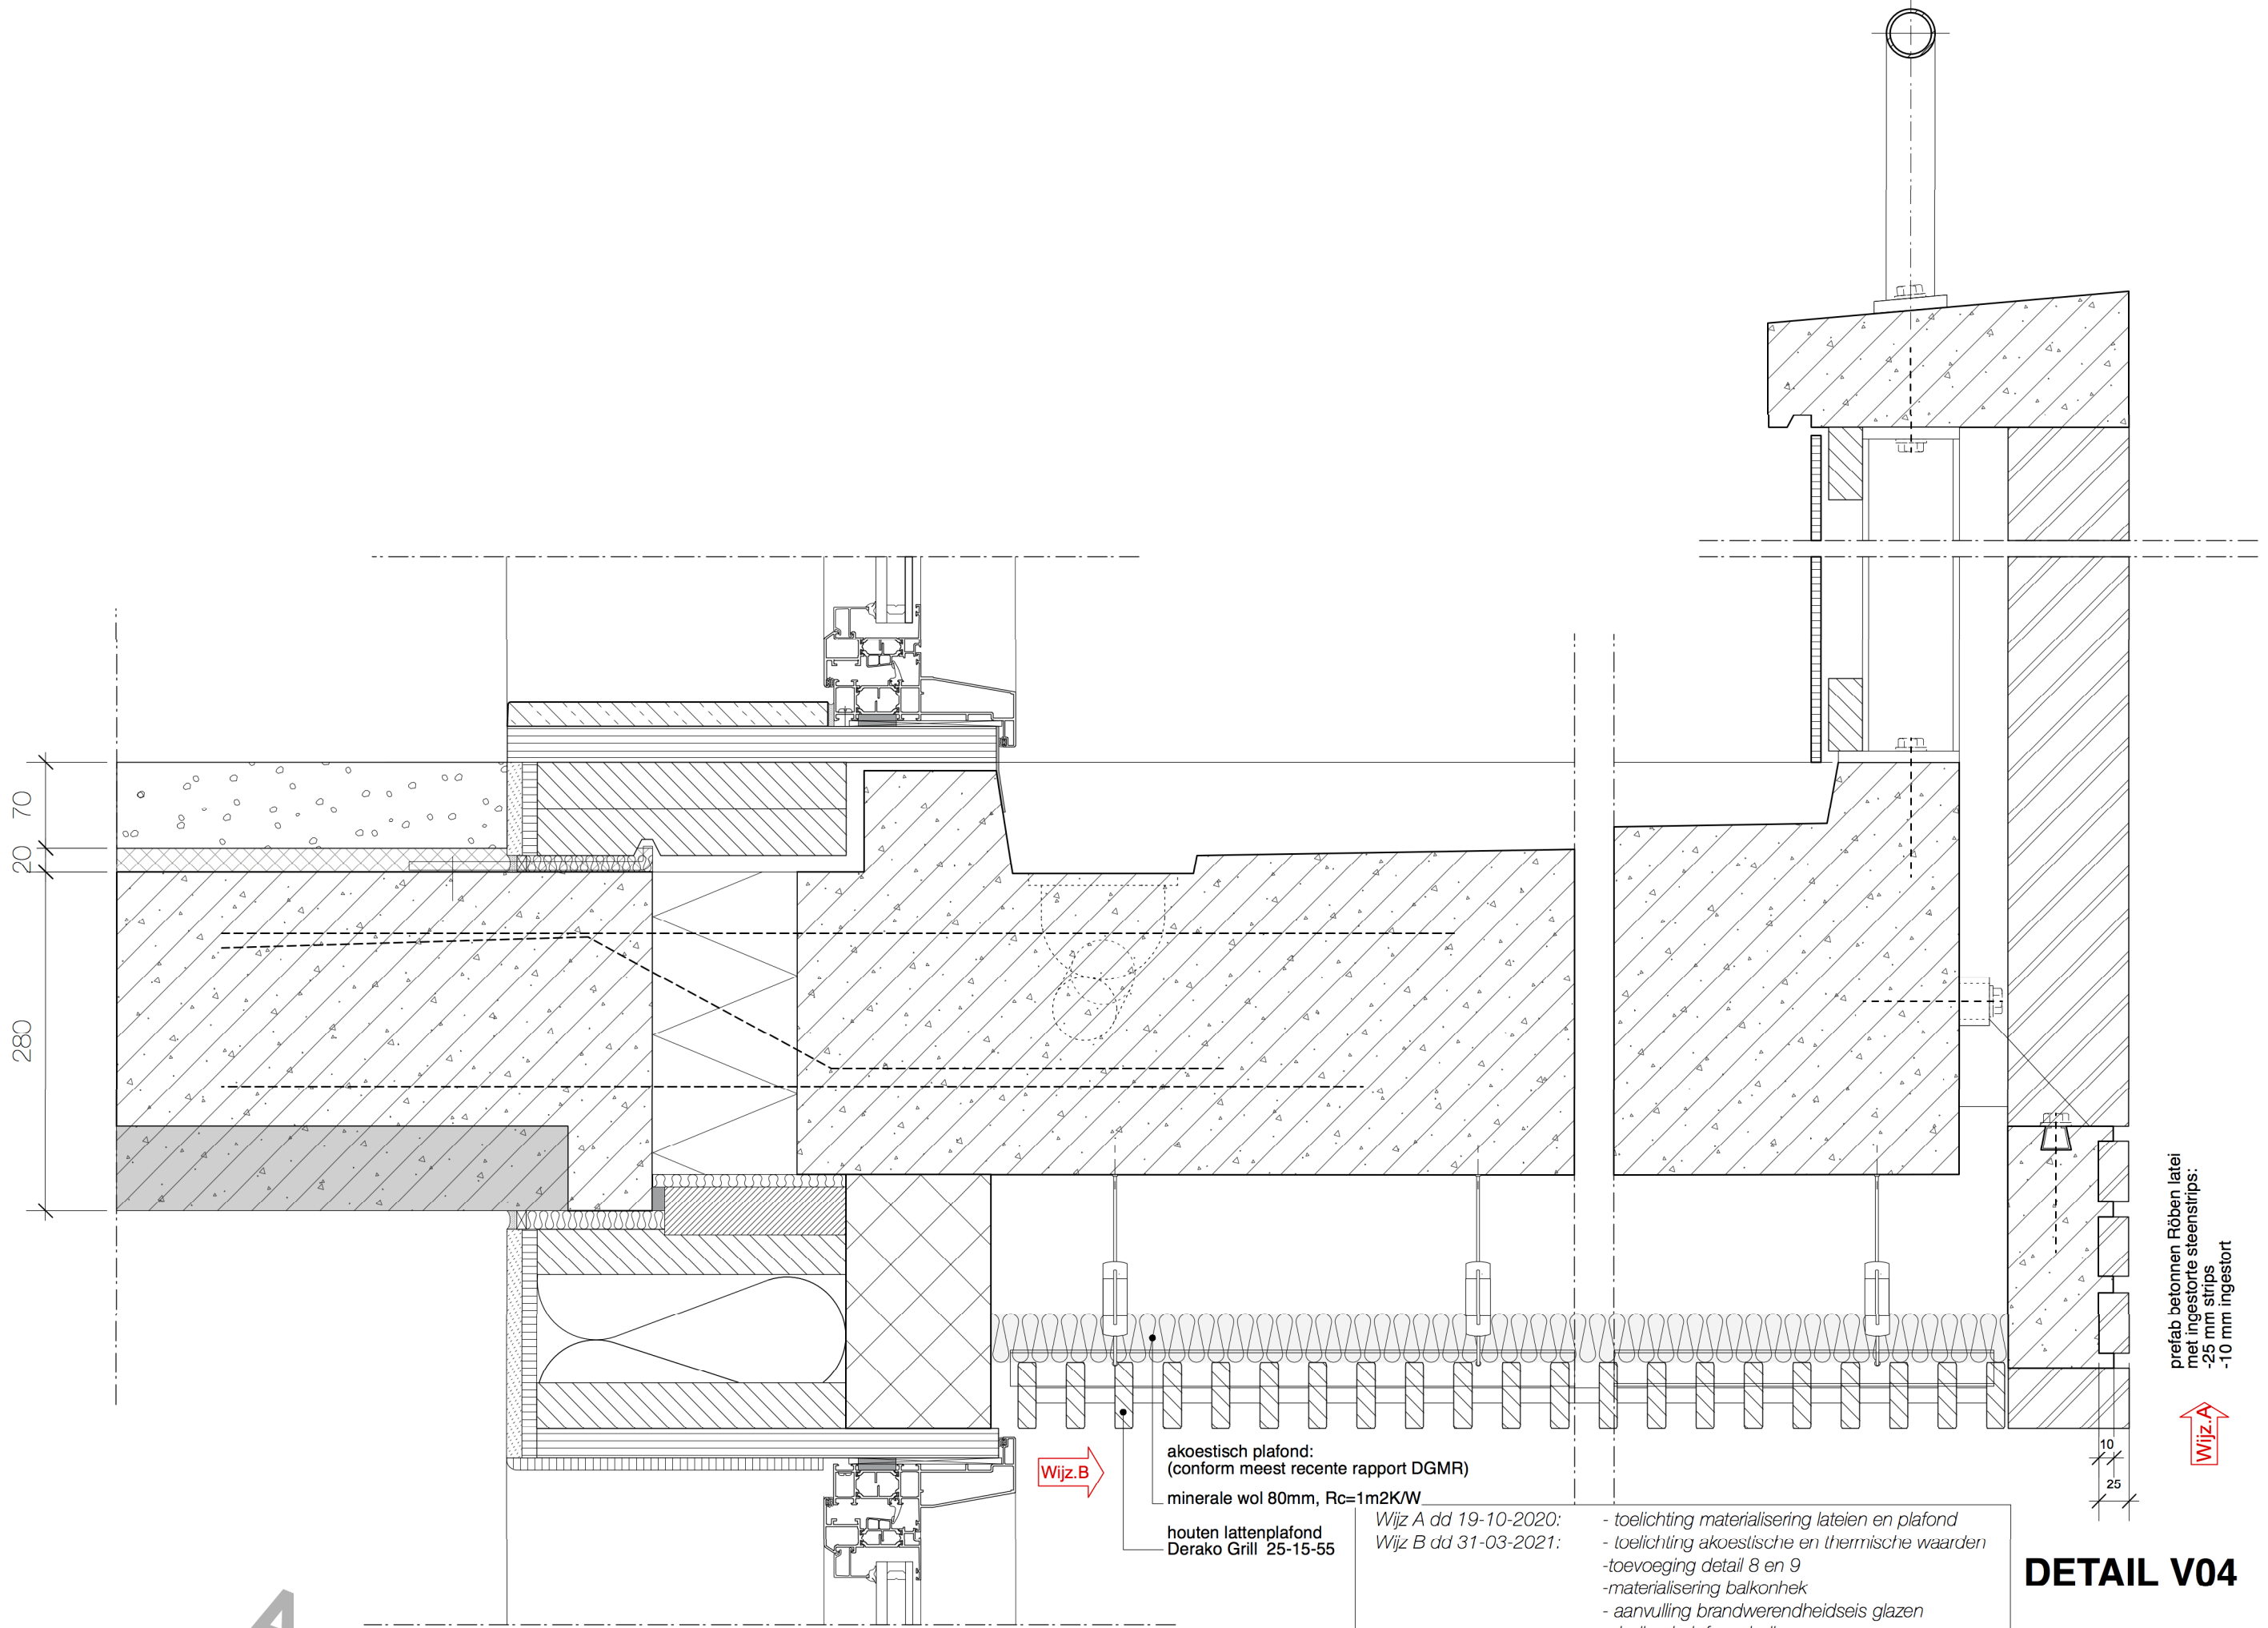 70
20
280
prefab betonnen Röben latei
met ingestorte steenstrips:
-25 mm strips
-10 mm ingestort
Wijz.A
10
25
Wijz.B
akoestisch plafond:
(conform meest recente rapport DGMR)
minerale wol 80mm, Rc=1m2K/W
houten lattenplafond
Derako Grill 25-15-55
Wijz A dd 19-10-2020: - toelichting materialisering lateien en plafond
Wijz B dd 31-03-2021: - toelichting akoestische en thermische waarden
-toevoeging detail 8 en 9
-materialisering balkonhek
- aanvulling brandwerendheidseis glazen
DETAIL V04